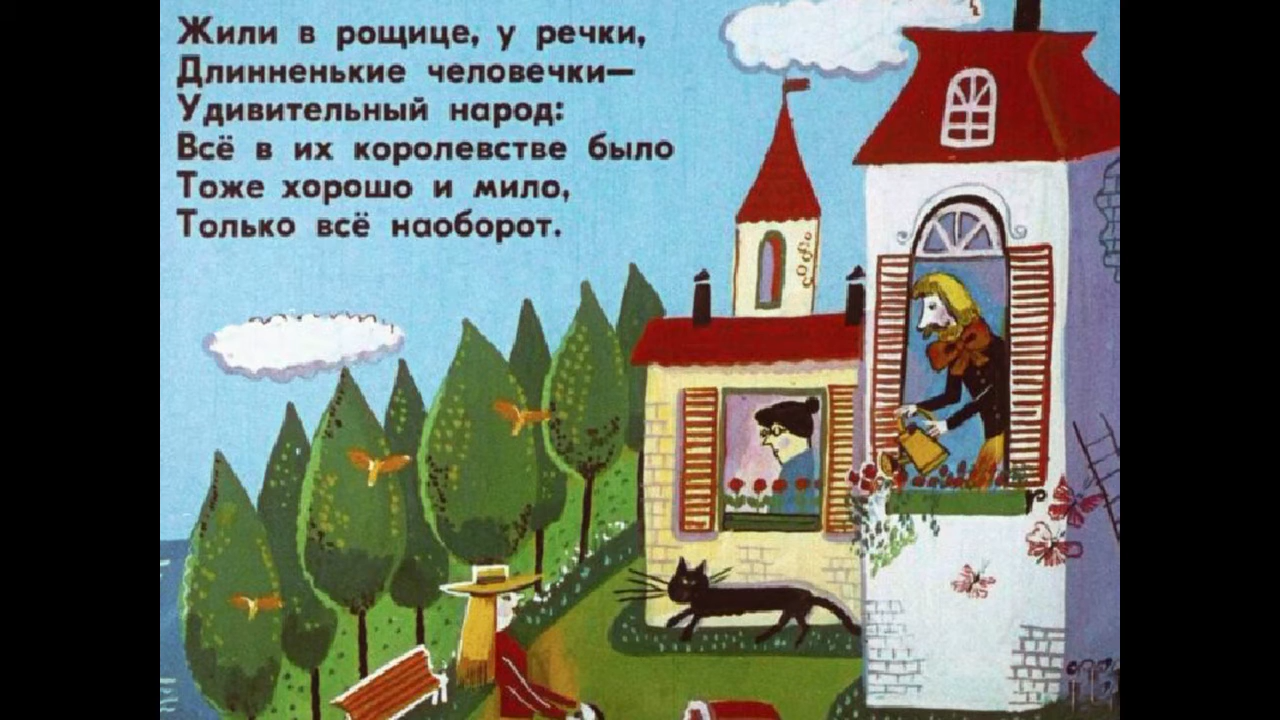 Жили в рощице, у речки,
Длинненькие человечки—
Удивительный народ:
Всё в их королевстве было
Тоже хорошо и мило,
Только всё наоборот.